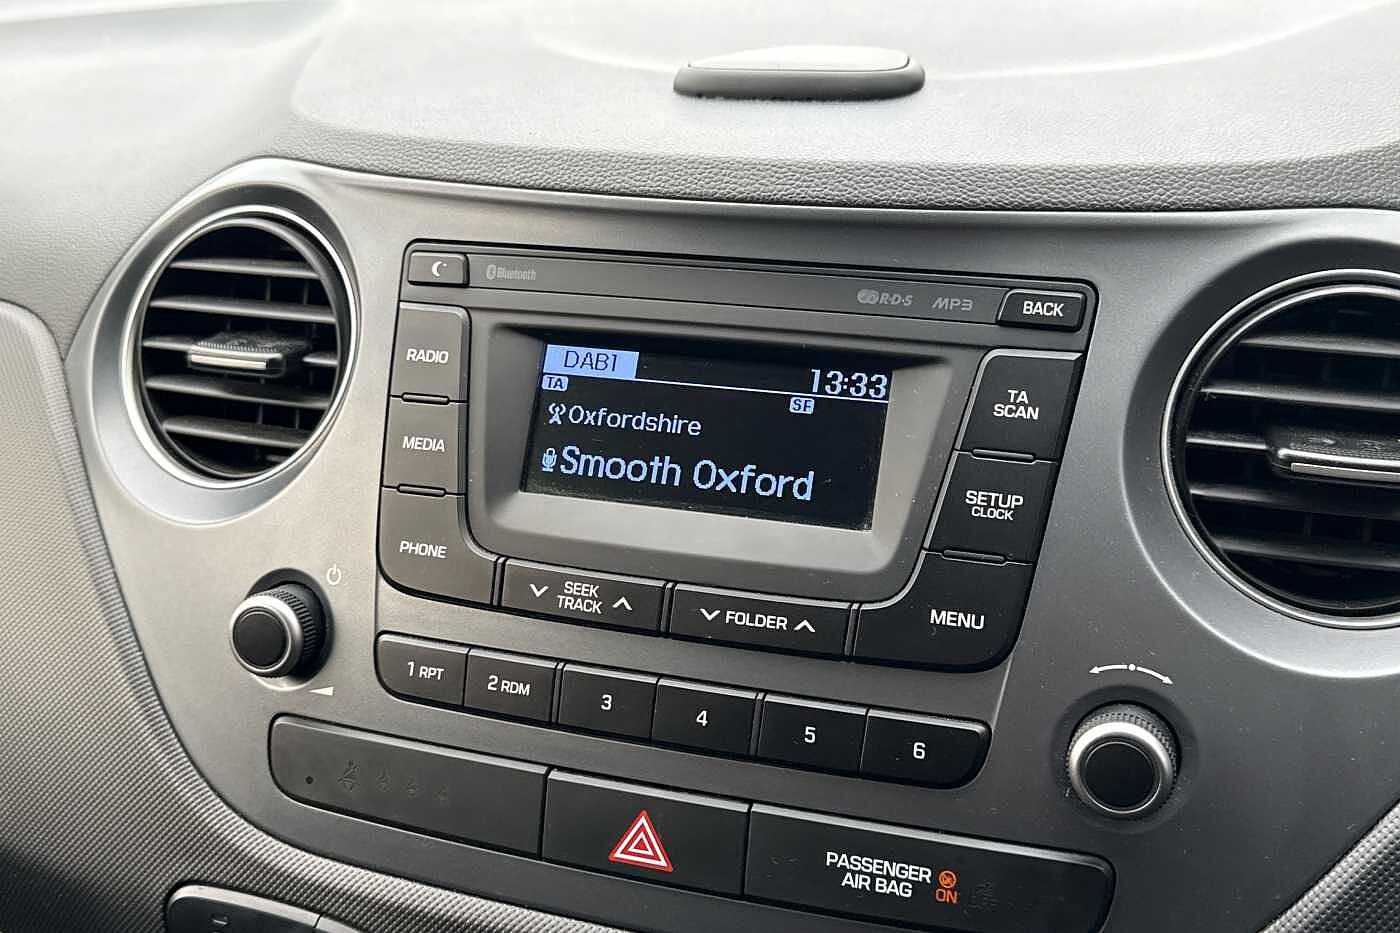 Bluetooth
R·D·S
MP3
BACK
RADIO
MEDIA
PHONE
DAB1
13:33
TA
SF
Oxfordshire
Smooth Oxford
TA
SCAN
SETUP
CLOCK
MENU
SEEK
TRACK
FOLDER
1 RPT
2 RDM
3
4
5
6
PASSENGER
AIR BAG
ON